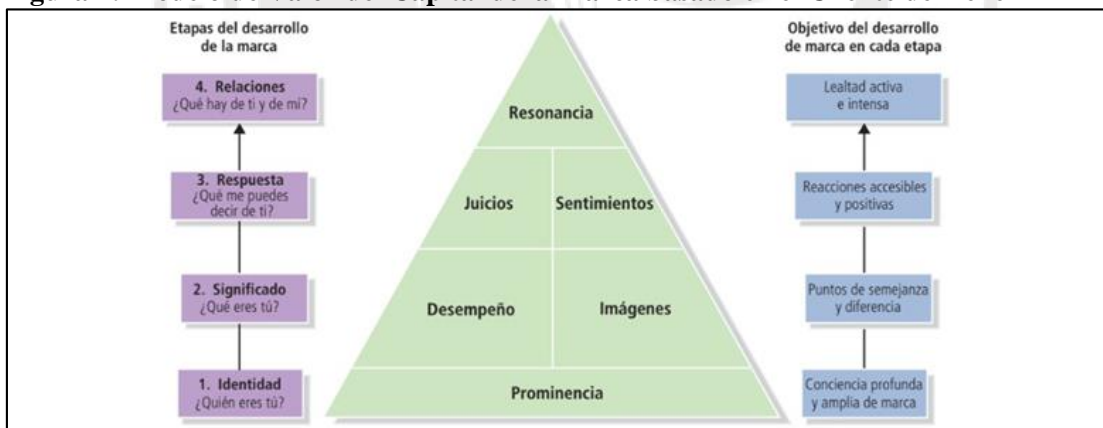 Etapas del desarrollo
de la marca
4. Relaciones
¿Qué hay de ti y de mí?
3. Respuesta
¿Qué me puedes
decir de ti?
2. Significado
¿Qué eres tú?
1. Identidad
¿Quién eres tú?
Resonancia
Juicios
Sentimientos
Desempeño
Imágenes
Prominencia
Objetivo del desarrollo
de marca en cada etapa
Lealtad activa
e intensa
Reacciones accesibles
y positivas
Puntos de semejanza
y diferencia
Conciencia profunda
y amplia de marca